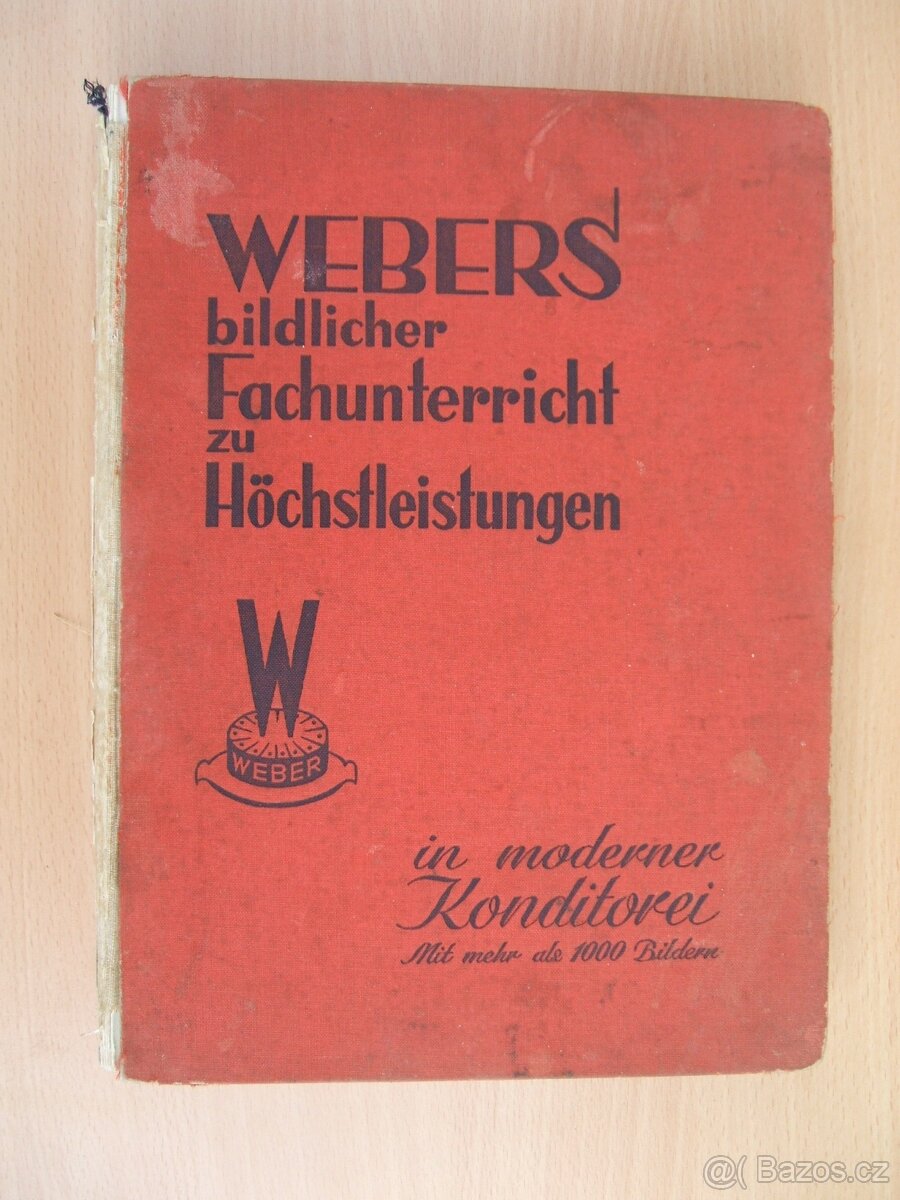 WEBERS
bildlicher
Fachunterricht
zu
Höchstleistungen
W
WEBER
in moderner
Konditorei
Mit mehr als 1000 Bildern
@( Bazos.cz